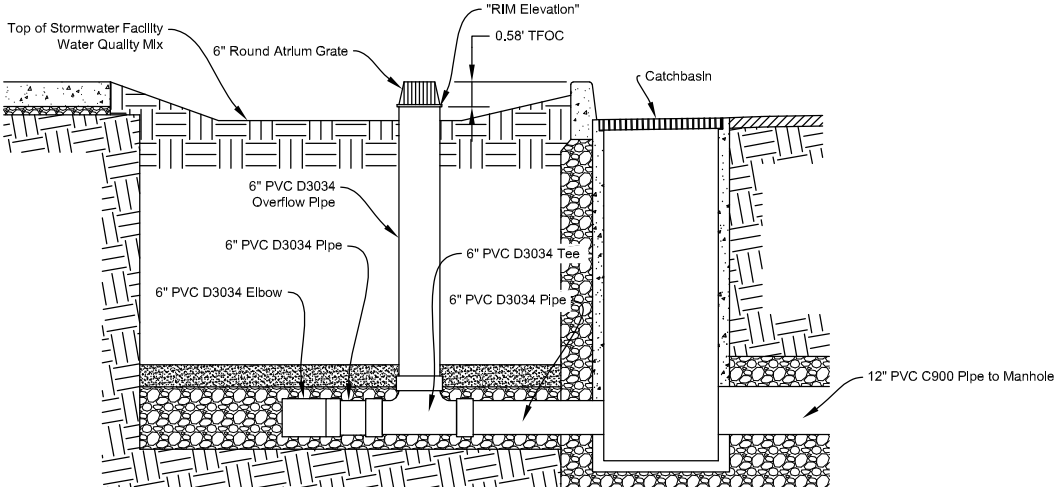 "RIM Elevation"
Top of Stormwater Facility
Water Quality Mix
0.58' TFOC
6" Round Atrium Grate
Catchbasin
6" PVC D3034
Overflow Pipe
6" PVC D3034 Pipe
6" PVC D3034 Tee
6" PVC D3034 Elbow
6" PVC D3034 Pipe
12" PVC C900 Pipe to Manhole